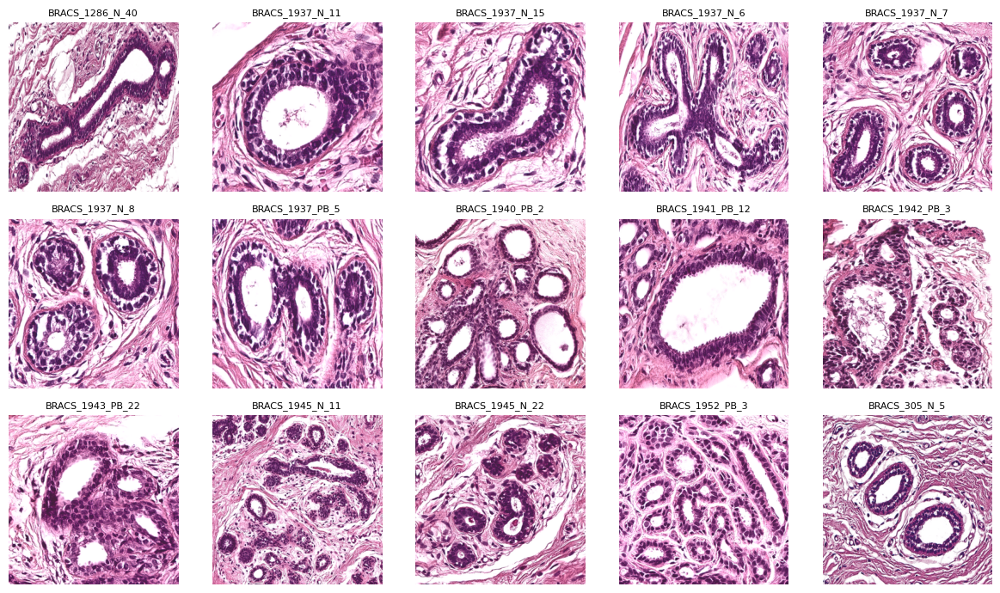 BRACS_1286_N_40
BRACS_1937_N_11
BRACS_1937_N_15
BRACS_1937_N_6
BRACS_1937_N_7
BRACS_1937_N_8
BRACS_1937_PB_5
BRACS_1940_PB_2
BRACS_1941_PB_12
BRACS_1942_PB_3
BRACS_1943_PB_22
BRACS_1945_N_11
BRACS_1945_N_22
BRACS_1952_PB_3
BRACS_305_N_5